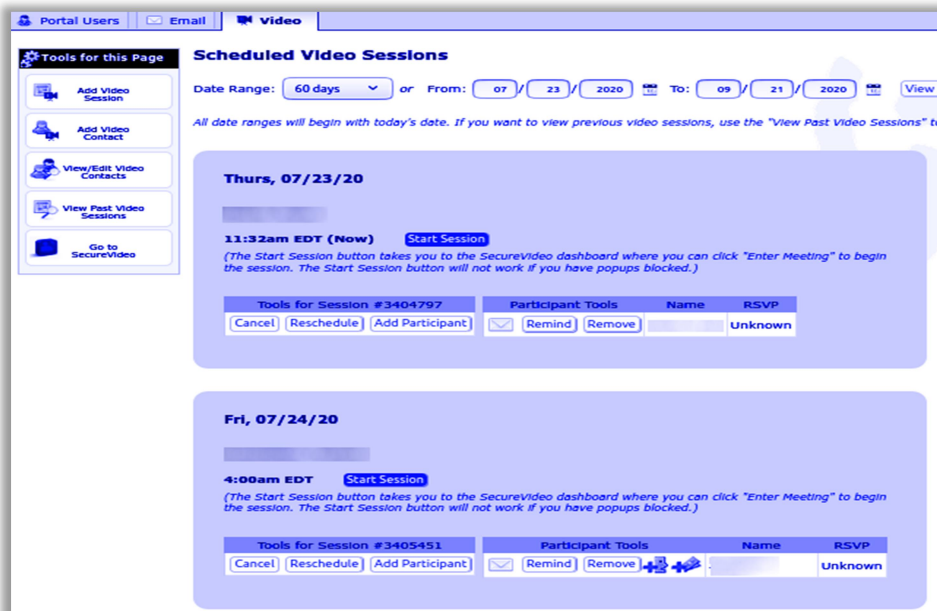 Portal Users Email Video
Tools for this Page
Add Video
Session
Add Video
Contact
View/Edit Video
Contacts
View Past Video
Sessions
Go to
SecureVideo
Scheduled Video Sessions
Date Range: 60 days or From: 07 / 23 / 2020 To: 09 / 21 / 2020 View
All date ranges will begin with today's date. If you want to view previous video sessions, use the "View Past Video Sessions"
Thurs, 07/23/20
11:32am EDT (Now) Start Session
(The Start Session button takes you to the SecureVideo dashboard where you can click "Enter Meeting" to begin
the session. The Start Session button will not work if you have popups blocked.)
Tools for Session #3404797 Participant Tools Name RSVP
Cancel Reschedule Add Participant Remind Remove Unknown
Fri, 07/24/20
4:00am EDT Start Session
(The Start Session button takes you to the SecureVideo dashboard where you can click "Enter Meeting" to begin
the session. The Start Session button will not work if you have popups blocked.)
Tools for Session #3405451 Participant Tools Name RSVP
Cancel Reschedule Add Participant Remind Remove Unknown